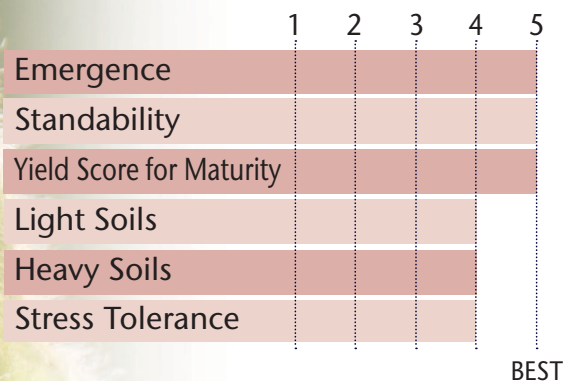 1 2 3 4 5
Emergence
Standability
Yield Score for Maturity
Light Soils
Heavy Soils
Stress Tolerance
BEST